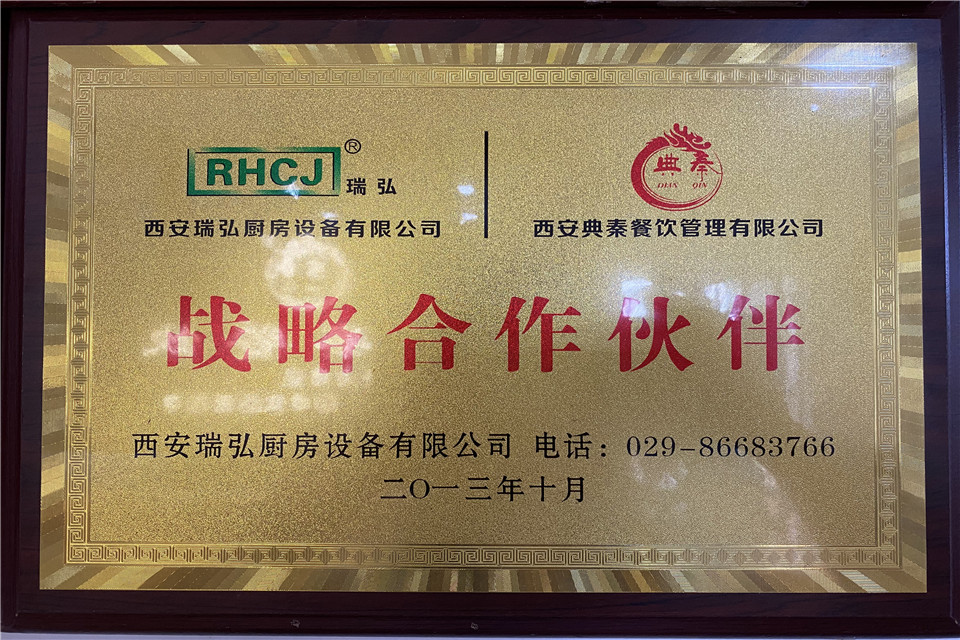 RHCJ® 瑞弘
典秦
DIAN QIN
西安瑞弘厨房设备有限公司
西安典秦餐饮管理有限公司
战略合作伙伴
西安瑞弘厨房设备有限公司 电话：029-86683766
二〇一三年十月